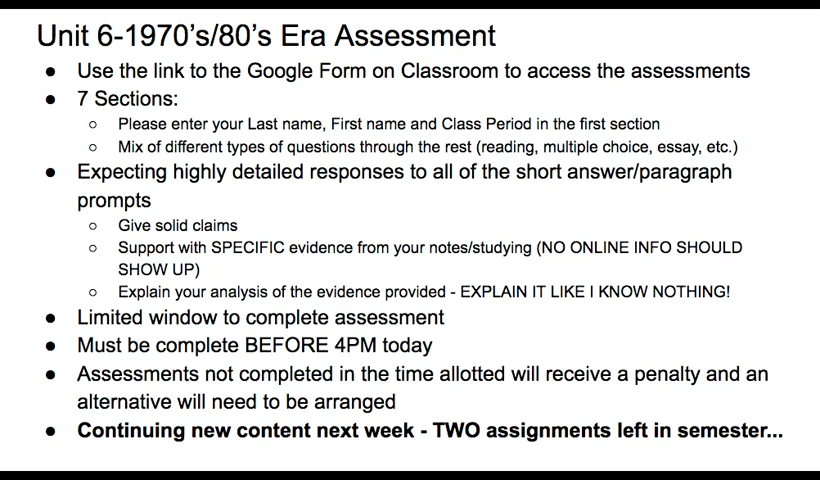 Unit 6-1970's/80's Era Assessment
● Use the link to the Google Form on Classroom to access the assessments
● 7 Sections:
○ Please enter your Last name, First name and Class Period in the first section
○ Mix of different types of questions through the rest (reading, multiple choice, essay, etc.)
● Expecting highly detailed responses to all of the short answer/paragraph
prompts
○ Give solid claims
○ Support with SPECIFIC evidence from your notes/studying (NO ONLINE INFO SHOULD
SHOW UP)
○ Explain your analysis of the evidence provided - EXPLAIN IT LIKE I KNOW NOTHING!
● Limited window to complete assessment
● Must be complete BEFORE 4PM today
● Assessments not completed in the time allotted will receive a penalty and an
alternative will need to be arranged
● Continuing new content next week - TWO assignments left in semester...